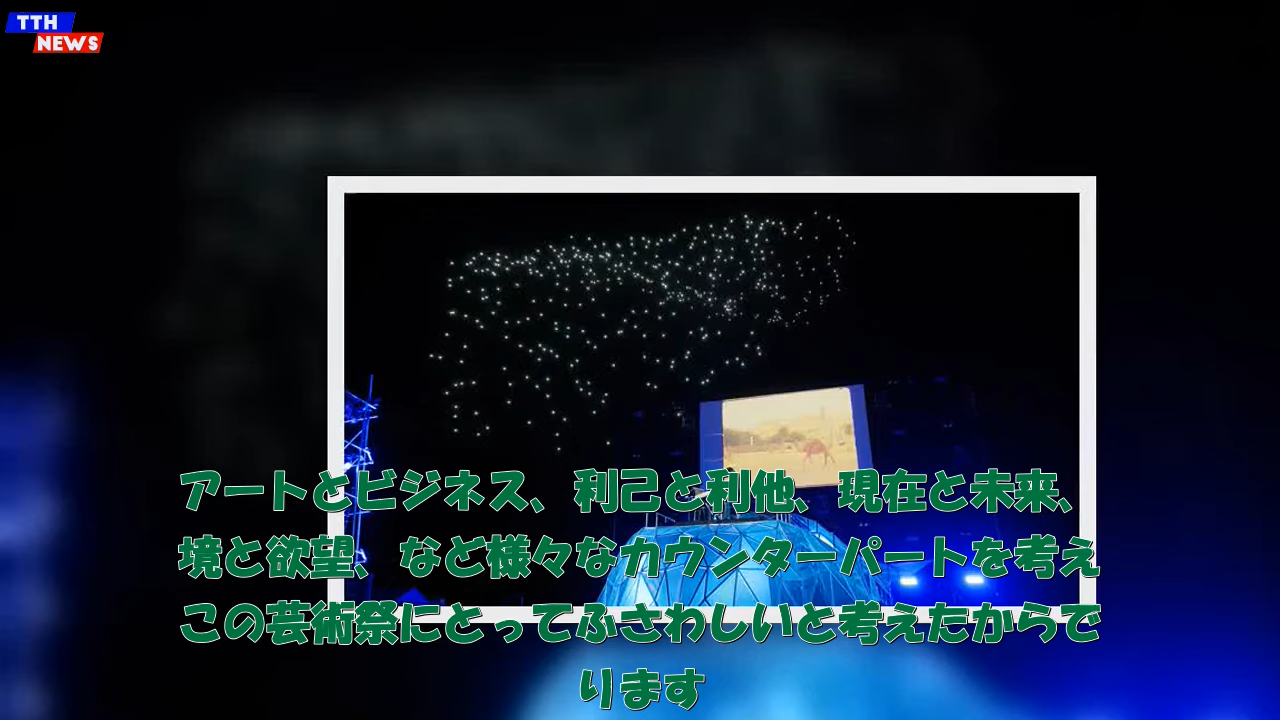 TTH
NEWS
アートとビジネス、利己と利他、現在と未来、
境と欲望、など様々なカウンターパートを考え
この芸術祭にとってふさわしいと考えたからで
ります